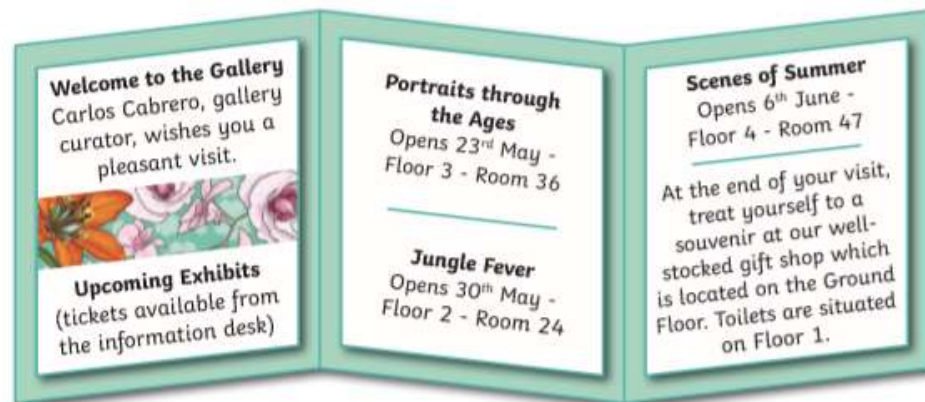 Welcome to the Gallery
Carlos Cabrero, gallery
curator, wishes you a
pleasant visit.
Upcoming Exhibits
(tickets available from
the information desk)
Portraits through
the Ages
Opens 23rd May -
Floor 3 - Room 36
Jungle Fever
Opens 30th May -
Floor 2 - Room 24
Scenes of Summer
Opens 6th June -
Floor 4 - Room 47
At the end of your visit,
treat yourself to a
souvenir at our well-
stocked gift shop which
is located on the Ground
Floor. Toilets are situated
on Floor 1.